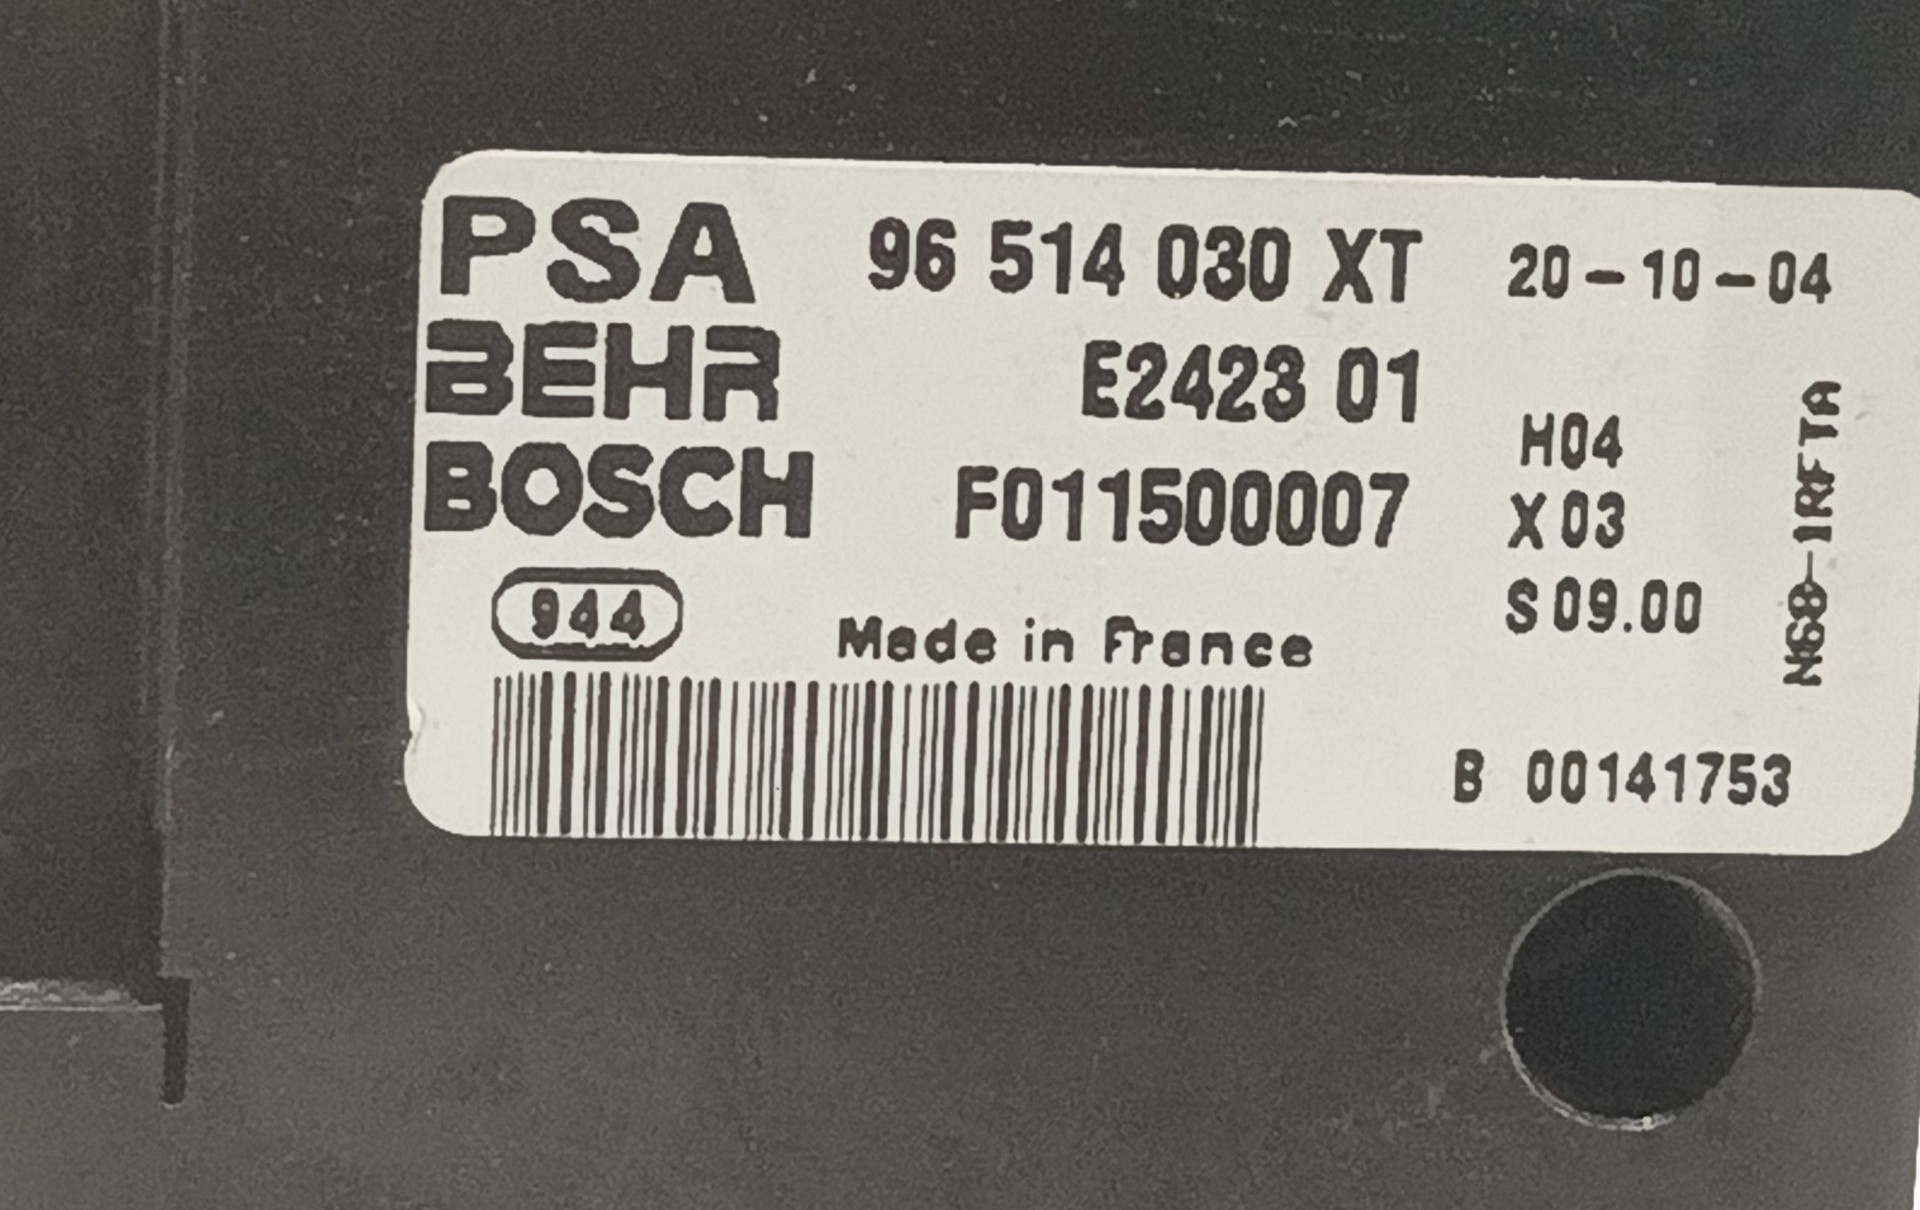 PSA 96 514 030 XT 20-10-04
BEHR E2423 01
BOSCH F011500007
H04
X03
S09.00
944
Made in France
N68-1RFTA
B 00141753